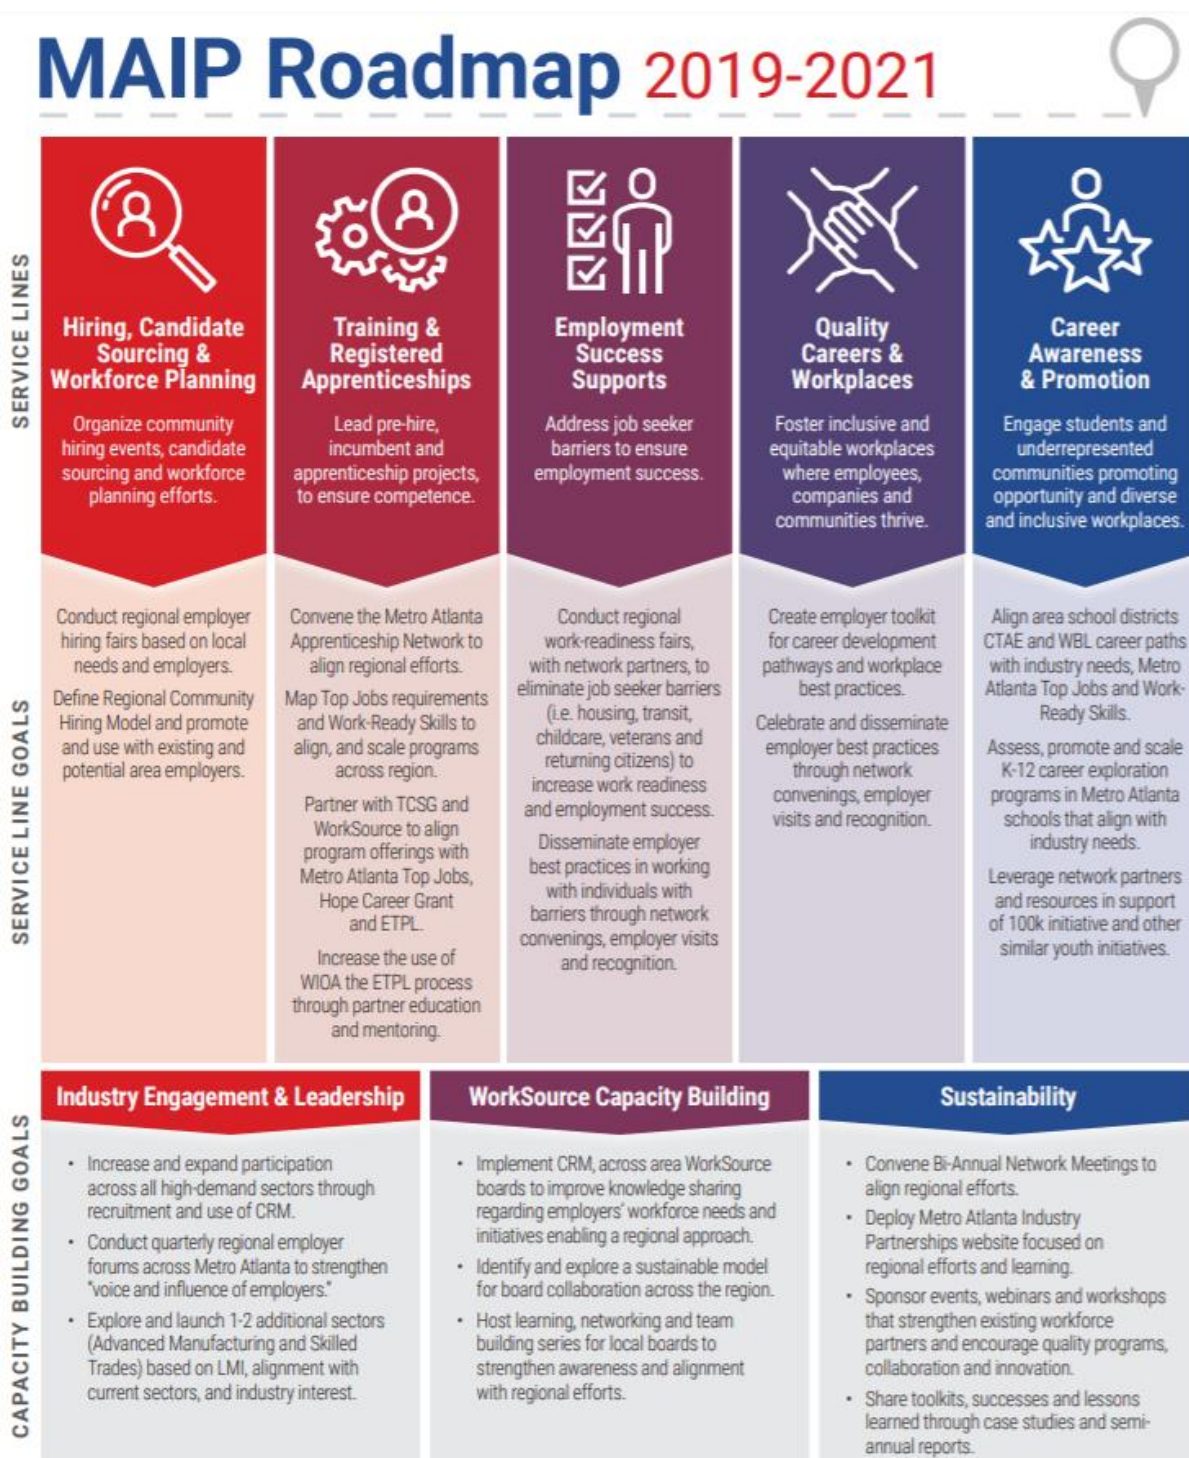 MAIP Roadmap 2019-2021
SERVICE LINES
Hiring, Candidate
Sourcing &
Workforce Planning
Organize community
hiring events, candidate
sourcing and workforce
planning efforts.
Training &
Registered
Apprenticeships
Lead pre-hire,
incumbent and
apprenticeship projects,
to ensure competence.
Employment
Success
Supports
Address job seeker
barriers to ensure
employment success.
Quality
Careers &
Workplaces
Foster inclusive and
equitable workplaces
where employees,
companies and
communities thrive.
Career
Awareness
& Promotion
Engage students and
underrepresented
communities promoting
opportunity and diverse
and inclusive workplaces.
SERVICE LINE GOALS
Conduct regional employer
hiring fairs based on local
needs and employers.
Define Regional Community
Hiring Model and promote
and use with existing and
potential area employers.
Convene the Metro Atlanta
Apprenticeship Network to
align regional efforts.
Map Top Jobs requirements
and Work-Ready Skills to
align, and scale programs
across region.
Partner with TCSG and
WorkSource to align
program offerings with
Metro Atlanta Top Jobs,
Hope Career Grant
and ETPL.
Increase the use of
WIOA the ETPL process
through partner education
and mentoring.
Conduct regional
work-readiness fairs,
with network partners, to
eliminate job seeker barriers
(i.e. housing, transit,
childcare, veterans and
returning citizens) to
increase work readiness
and employment success.
Disseminate employer
best practices in working
with individuals with
barriers through network
convenings, employer visits
and recognition.
Create employer toolkit
for career development
pathways and workplace
best practices.
Celebrate and disseminate
employer best practices
through network
convenings, employer
visits and recognition.
Align area school districts
CTAE and WBL career paths
with industry needs, Metro
Atlanta Top Jobs and Work-
Ready Skills.
Assess, promote and scale
K-12 career exploration
programs in Metro Atlanta
schools that align with
industry needs.
Leverage network partners
and resources in support
of 100k initiative and other
similar youth initiatives.
CAPACITY BUILDING GOALS
Industry Engagement & Leadership
• Increase and expand participation
across all high-demand sectors through
recruitment and use of CRM.
• Conduct quarterly regional employer
forums across Metro Atlanta to strengthen
"voice and influence of employers."
• Explore and launch 1-2 additional sectors
(Advanced Manufacturing and Skilled
Trades) based on LMI, alignment with
current sectors, and industry interest.
WorkSource Capacity Building
• Implement CRM, across area WorkSource
boards to improve knowledge sharing
regarding employers' workforce needs and
initiatives enabling a regional approach.
• Identify and explore a sustainable model
for board collaboration across the region.
• Host learning, networking and team
building series for local boards to
strengthen awareness and alignment
with regional efforts.
Sustainability
• Convene Bi-Annual Network Meetings to
align regional efforts.
• Deploy Metro Atlanta Industry
Partnerships website focused on
regional efforts and learning.
• Sponsor events, webinars and workshops
that strengthen existing workforce
partners and encourage quality programs,
collaboration and innovation.
• Share toolkits, successes and lessons
learned through case studies and semi-
annual reports.